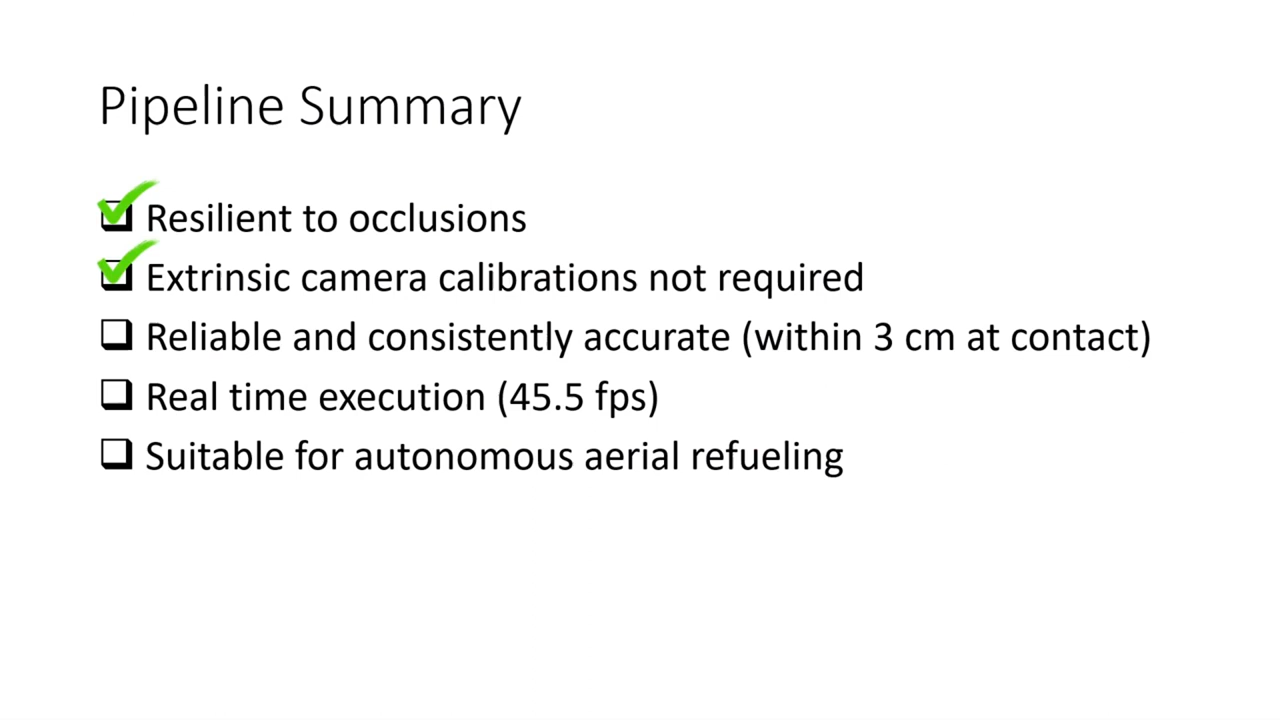 Pipeline Summary
Resilient to occlusions
Extrinsic camera calibrations not required
Reliable and consistently accurate (within 3 cm at contact)
Real time execution (45.5 fps)
Suitable for autonomous aerial refueling